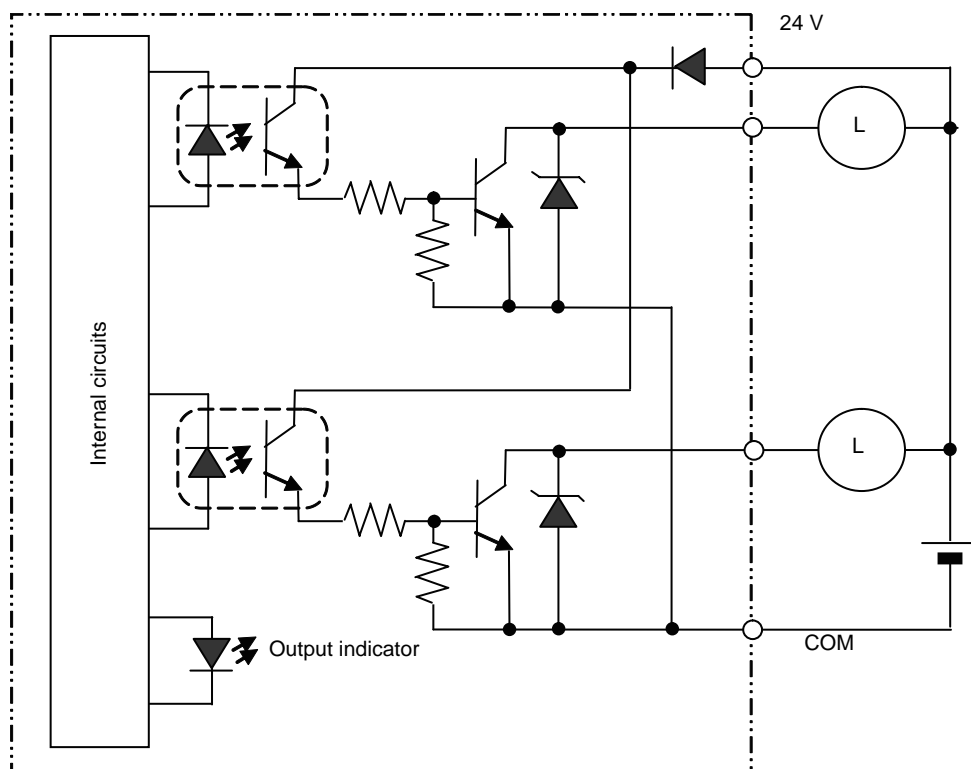 24 V
L
Internal circuits
L
Output indicator
COM